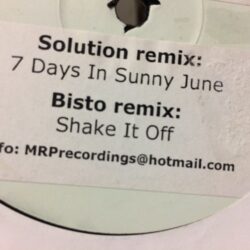 Solution remix:
7 Days In Sunny June
Bisto remix:
Shake It Off
fo: MRPrecordings@hotmail.com